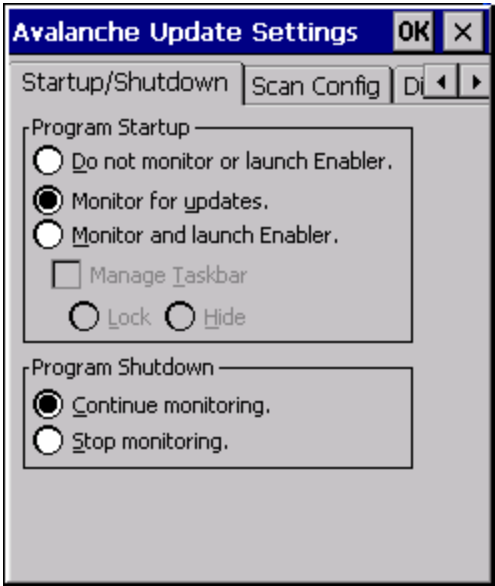 Avalanche Update Settings OK ×
Startup/Shutdown Scan Config Di
Program Startup
Do not monitor or launch Enabler.
Monitor for updates.
Monitor and launch Enabler.
Manage Taskbar
Lock Hide
Program Shutdown
Continue monitoring.
Stop monitoring.